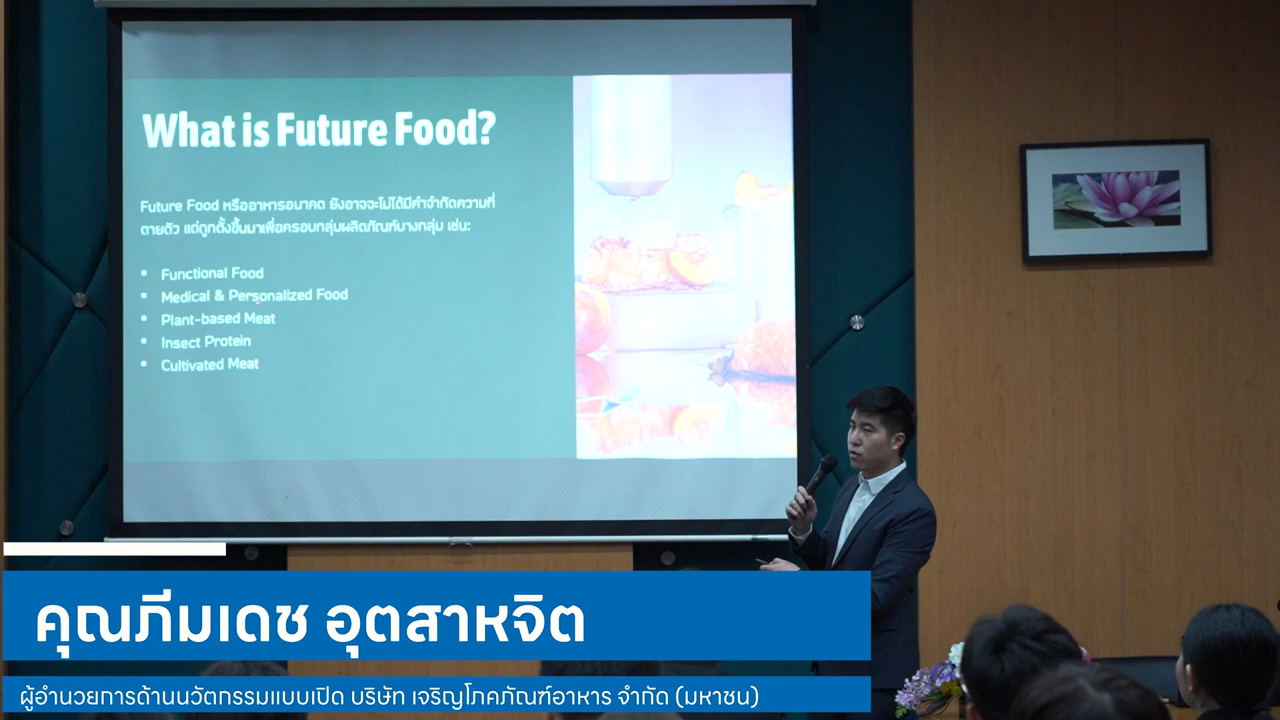 What is Future Food?
Future Food หรืออาหารอนาคต ยังอาจจะไม่ได้มีคำจำกัดความที่
ตายตัว แต่ถูกตั้งขึ้นมาเพื่อครอบกลุ่มผลิตภัณฑ์บางกลุ่ม เช่น:
• Functional Food
• Medical & Personalized Food
• Plant-based Meat
• Insect Protein
• Cultivated Meat
คุณภีมเดช อุตสาหจิต
ผู้อำนวยการด้านนวัตกรรมแบบเปิด บริษัท เจริญโภคภัณฑ์อาหาร จำกัด (มหาชน)